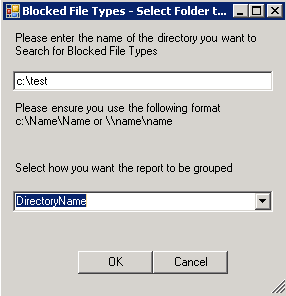 Blocked File Types - Select Folder t...
Please enter the name of the directory you want to
Search for Blocked File Types
c:\test
Please ensure you use the following format
c:\Name\Name or \\name\name
Select how you want the report to be grouped
DirectoryName
OK
Cancel